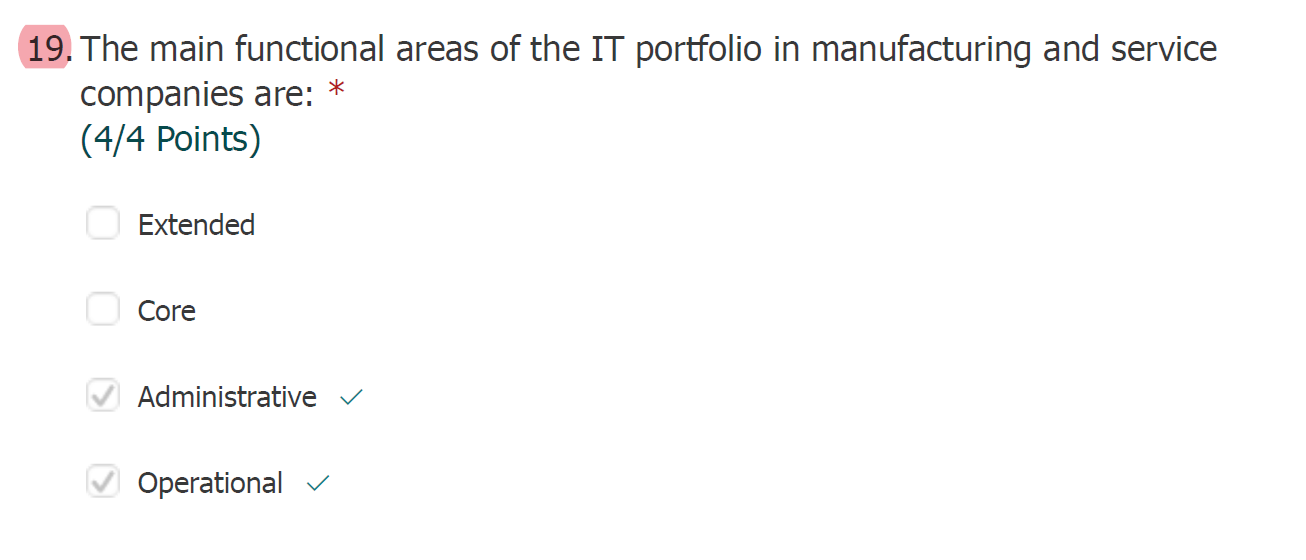 19. The main functional areas of the IT portfolio in manufacturing and service
companies are: *
(4/4 Points)
Extended
Core
Administrative
Operational